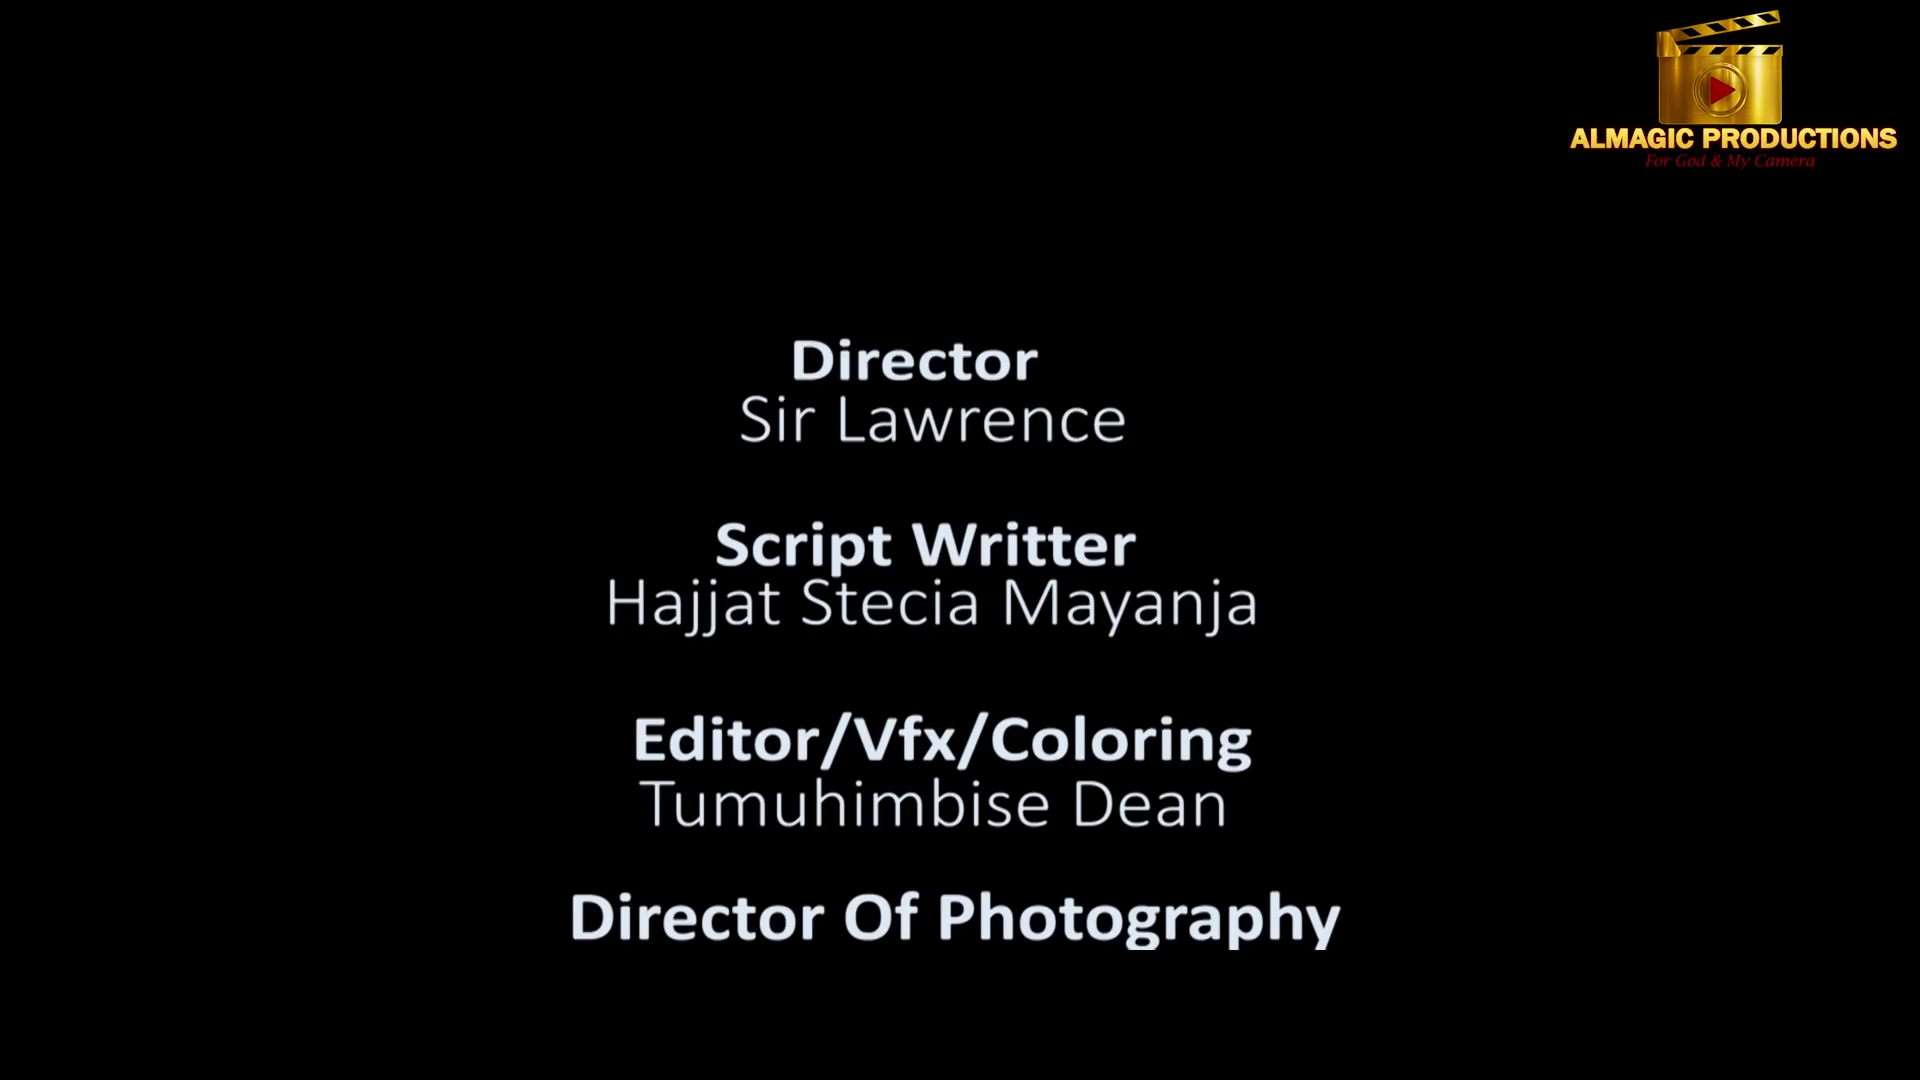 ALMAGIC PRODUCTIONS
For God & My Camera
Director
Sir Lawrence
Script Writter
Hajjat Stecia Mayanja
Editor/Vfx/Coloring
Tumuhimbise Dean
Director Of Photography